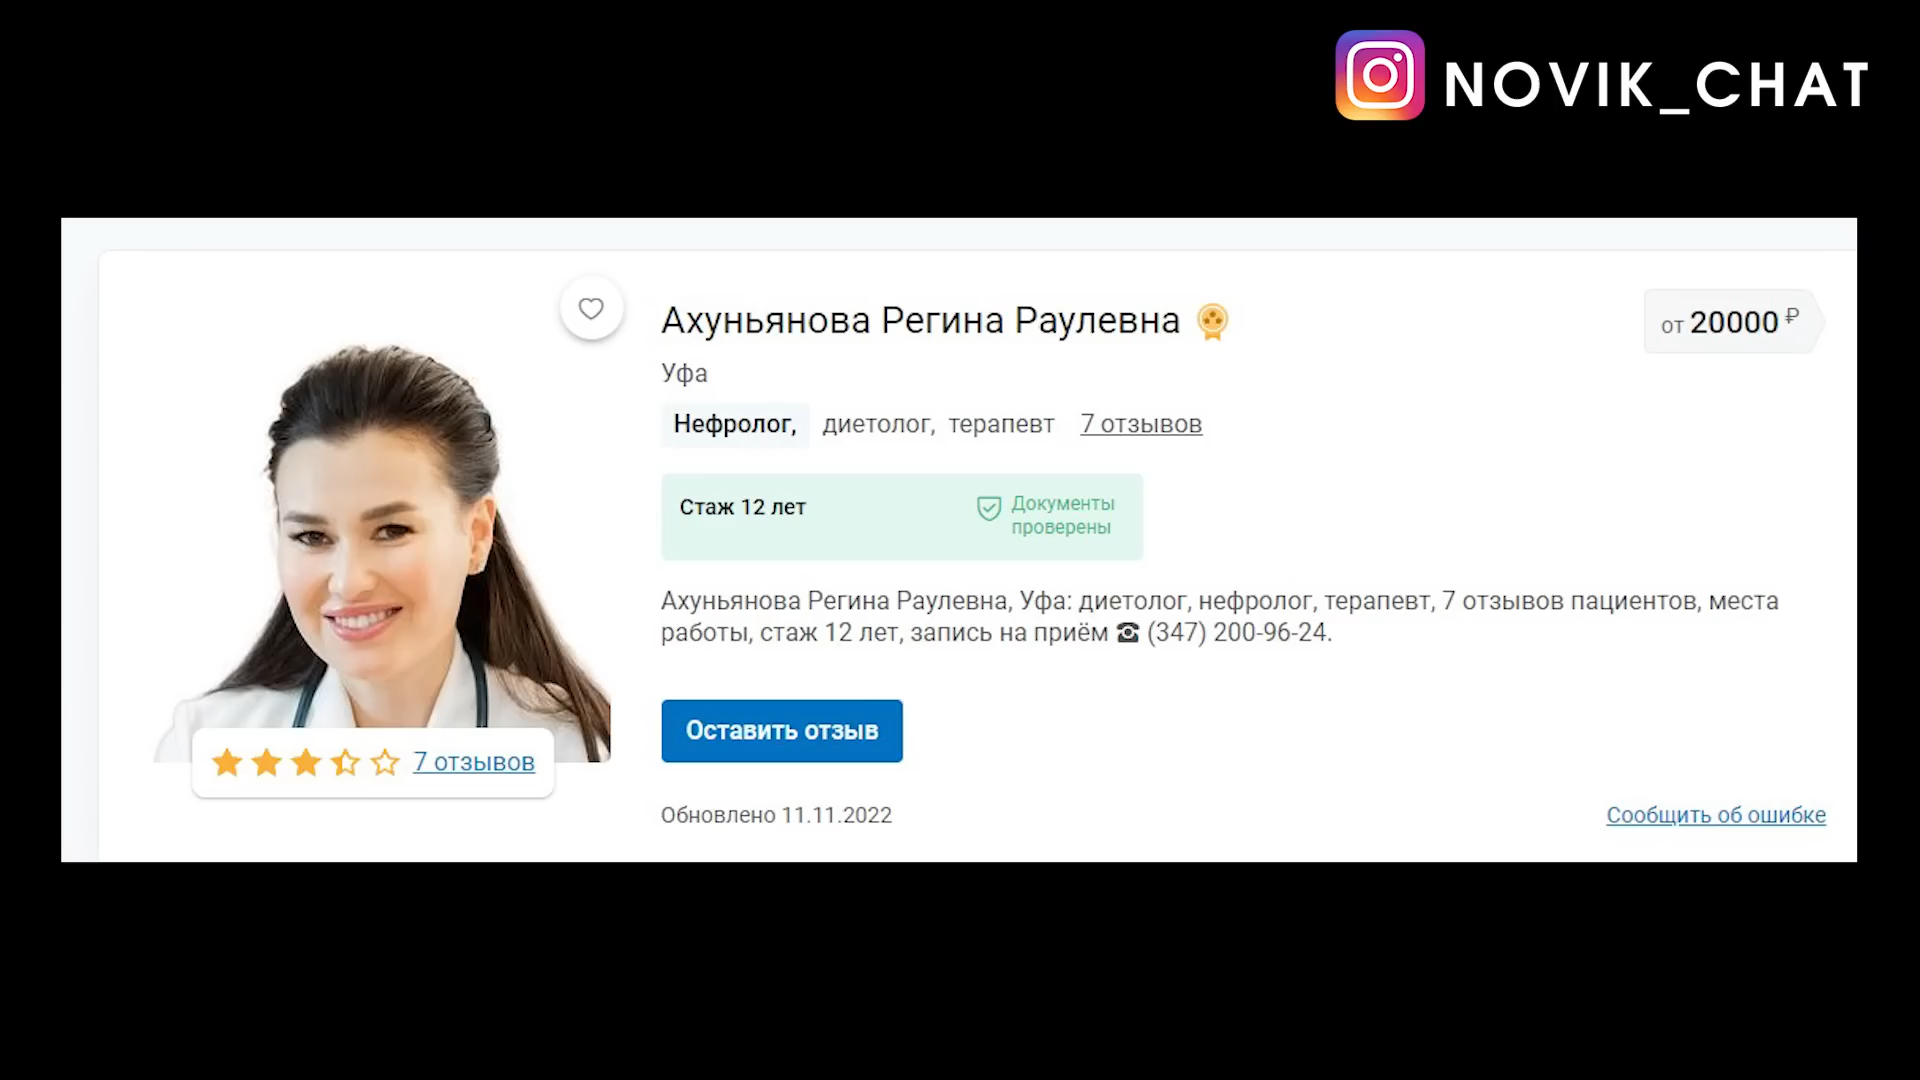 NOVIK_CHAT
Ахуньянова Регина Раулевна
от 20000 ₽
Уфа
Нефролог, диетолог, терапевт 7 отзывов
Стаж 12 лет
Документы
проверены
Ахуньянова Регина Раулевна, Уфа: диетолог, нефролог, терапевт, 7 отзывов пациентов, места
работы, стаж 12 лет, запись на приём ☎ (347) 200-96-24.
Оставить отзыв
7 отзывов
Обновлено 11.11.2022
Сообщить об ошибке